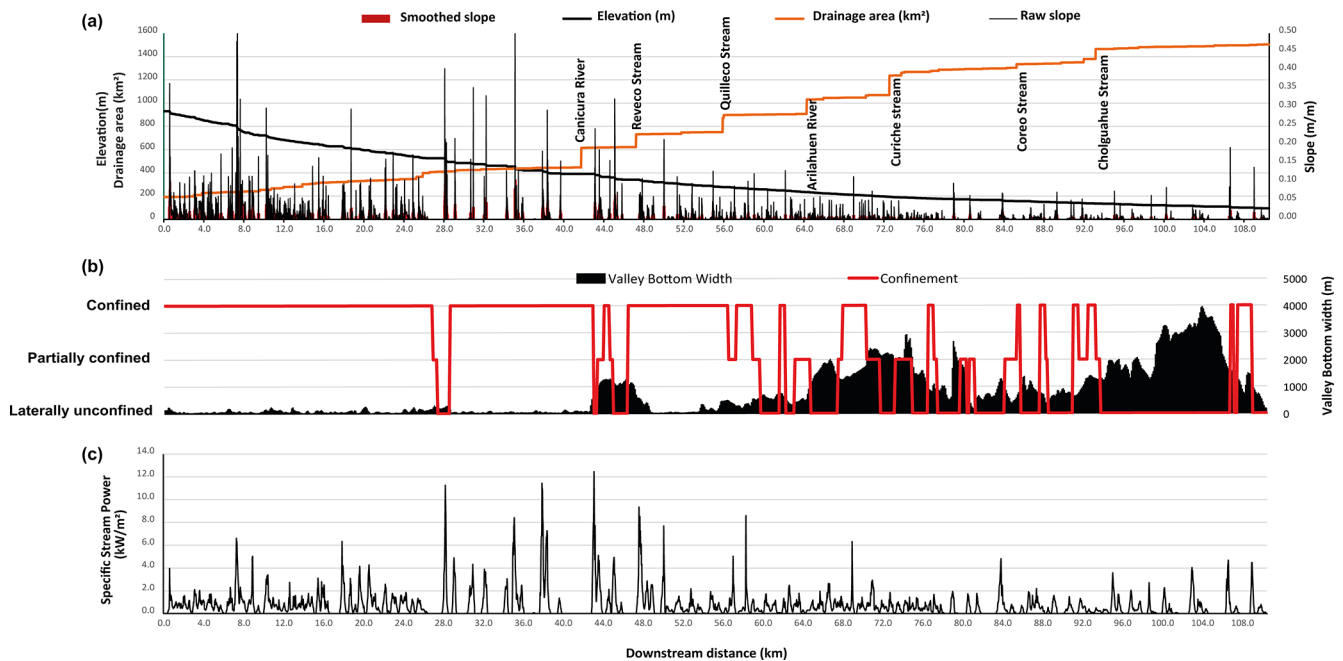 (a)
Smoothed slope
Elevation (m)
Drainage area (km²)
Raw slope
Elevation(m)
Drainage area (km²)
1600
1400
1200
1000
800
600
400
200
0
Canicura River
Reveco Stream
Quilleco Stream
Arilahuen River
Curiche stream
Coreo Stream
Cholguahue Stream
0.50
0.45
0.40
0.35
0.30
0.25
0.20
0.15
0.10
0.05
0.00
Slope (m/m)
0.0 4.0 8.0 12.0 16.0 20.0 24.0 28.0 32.0 36.0 40.0 44.0 48.0 52.0 56.0 60.0 64.0 68.0 72.0 76.0 80.0 84.0 88.0 92.0 96.0 100.0 104.0 108.0
(b)
Valley Bottom Width
Confinement
Confined
Partially confined
Laterally unconfined
5000
4000
3000
2000
1000
0
Valley Bottom width (m)
(c)
Specific Stream Power
(kW/m²)
14.0
12.0
10.0
8.0
6.0
4.0
2.0
0.0
0.0 4.0 8.0 12.0 16.0 20.0 24.0 28.0 32.0 36.0 40.0 44.0 48.0 52.0 56.0 60.0 64.0 68.0 72.0 76.0 80.0 84.0 88.0 92.0 96.0 100.0 104.0 108.0
Downstream distance (km)